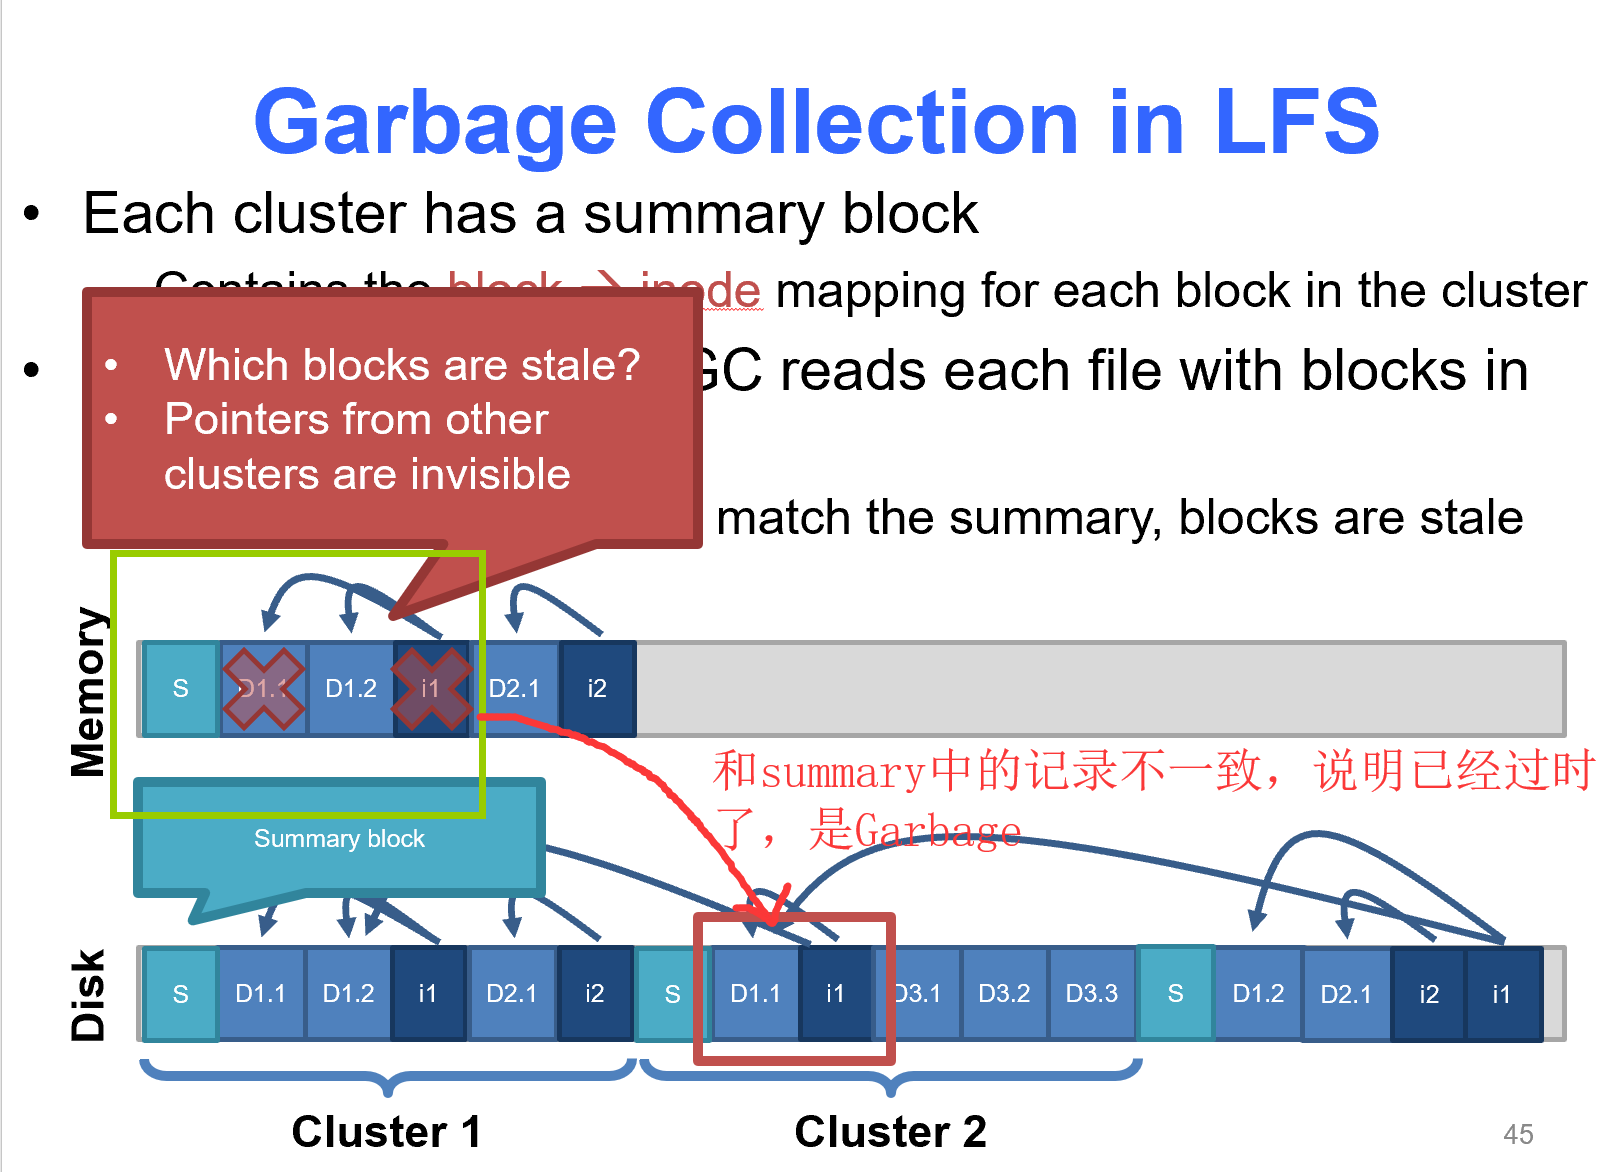 Garbage Collection in LFS
• Each cluster has a summary block
Contains the block → inode mapping for each block in the cluster
• GC reads each file with blocks in
match the summary, blocks are stale
• Which blocks are stale?
• Pointers from other
clusters are invisible
Memory
S D1.1 D1.2 i1 D2.1 i2
和summary中的记录不一致，说明已经过时
了，是Garbage
Summary block
Disk
S D1.1 D1.2 i1 D2.1 i2 S D1.1 i1 D3.1 D3.2 D3.3 S D1.2 D2.1 i2 i1
Cluster 1 Cluster 2
45